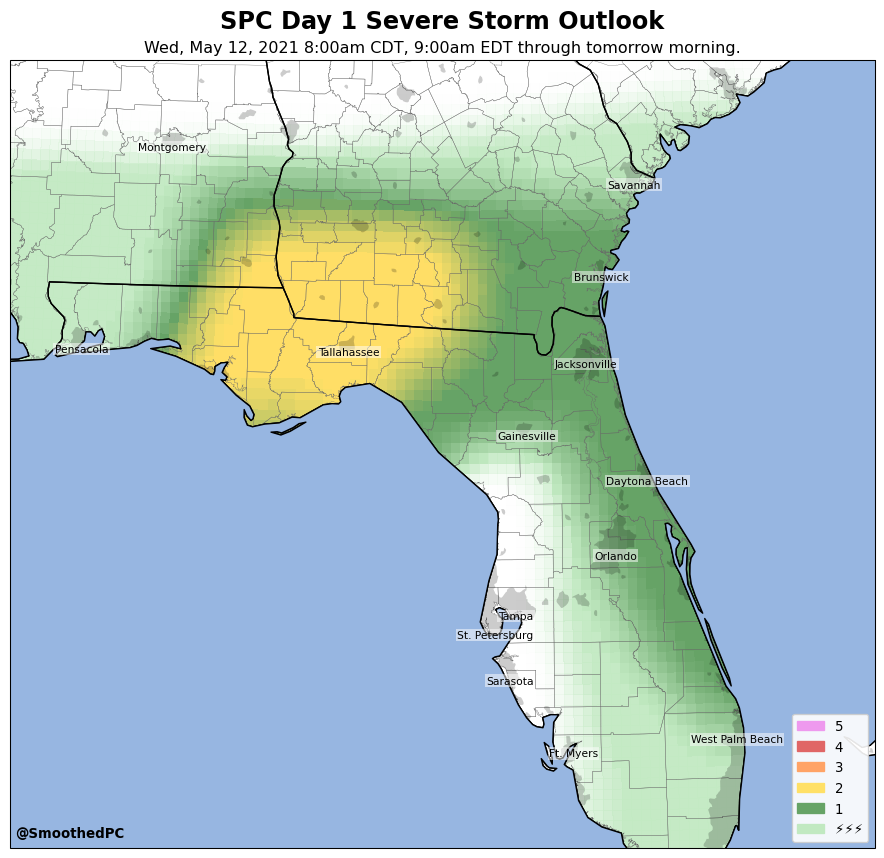 SPC Day 1 Severe Storm Outlook
Wed, May 12, 2021 8:00am CDT, 9:00am EDT through tomorrow morning.
Montgomery
Savannah
Brunswick
Pensacola
Tallahassee
Jacksonville
Gainesville
Daytona Beach
Orlando
Tampa
St. Petersburg
Sarasota
West Palm Beach
Ft. Myers
5
4
3
2
1
⚡⚡⚡
@SmoothedPC